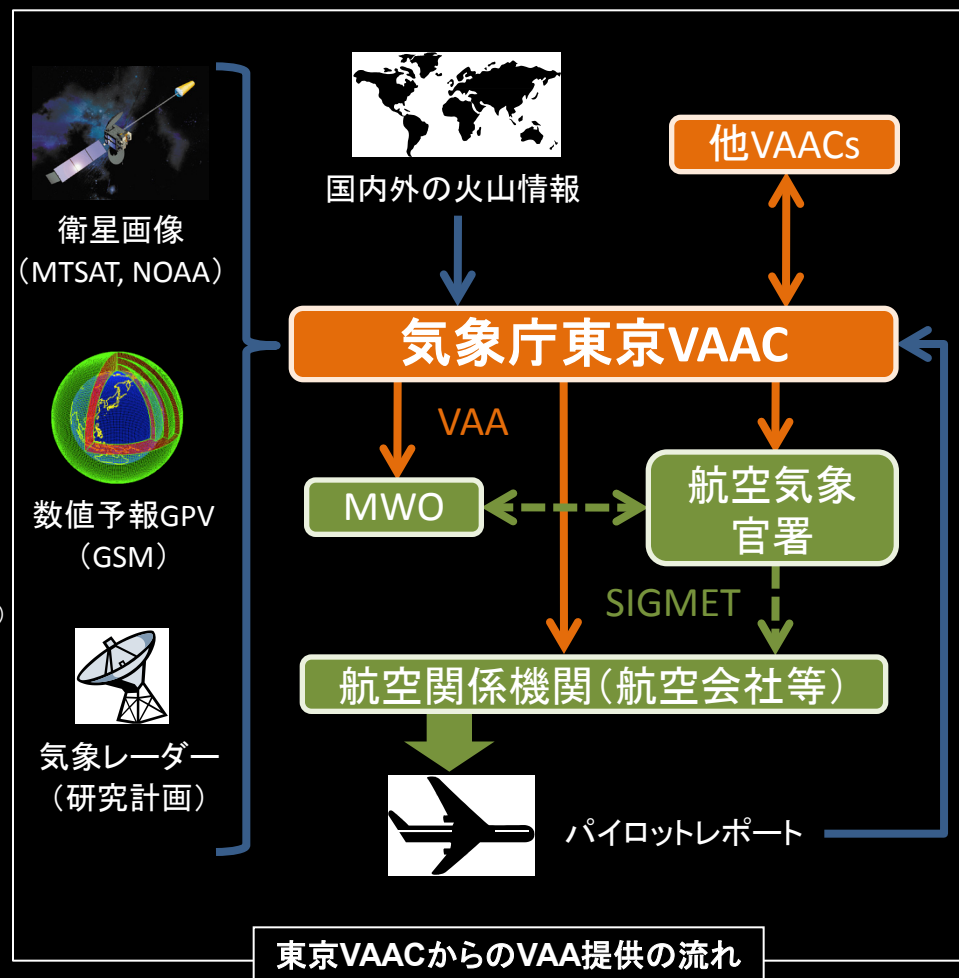 衛星画像
（MTSAT, NOAA）
数値予報GPV
（GSM）
気象レーダー
（研究計画）
国内外の火山情報
他VAACs
気象庁東京VAAC
VAA
MWO
航空気象
官署
SIGMET
航空関係機関（航空会社等）
パイロットレポート
東京VAACからのVAA提供の流れ
）